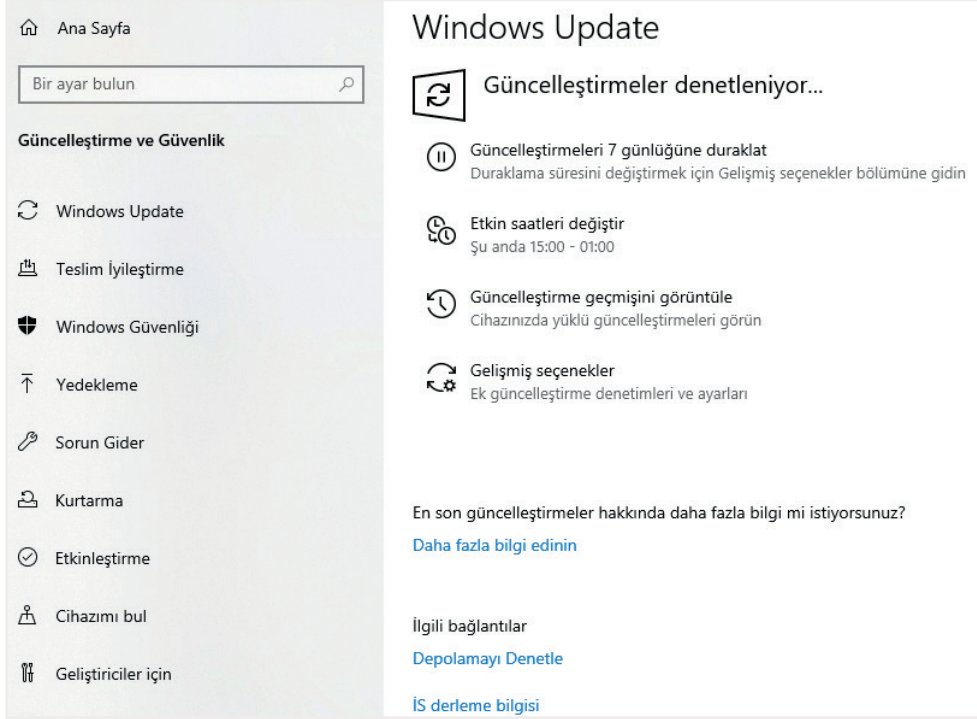 Ana Sayfa
Bir ayar bulun
Güncelleştirme ve Güvenlik
Windows Update
Teslim İyileştirme
Windows Güvenliği
Yedekleme
Sorun Gider
Kurtarma
Etkinleştirme
Cihazımı bul
Geliştiriciler için
Windows Update
Güncelleştirmeler denetleniyor...
Güncelleştirmeleri 7 günlüğüne duraklat
Duraklama süresini değiştirmek için Gelişmiş seçenekler bölümüne gidin
Etkin saatleri değiştir
Şu anda 15:00 - 01:00
Güncelleştirme geçmişini görüntüle
Cihazınızda yüklü güncelleştirmeleri görün
Gelişmiş seçenekler
Ek güncelleştirme denetimleri ve ayarları
En son güncelleştirmeler hakkında daha fazla bilgi mi istiyorsunuz?
Daha fazla bilgi edinin
İlgili bağlantılar
Depolamayı Denetle
İS derleme bilgisi